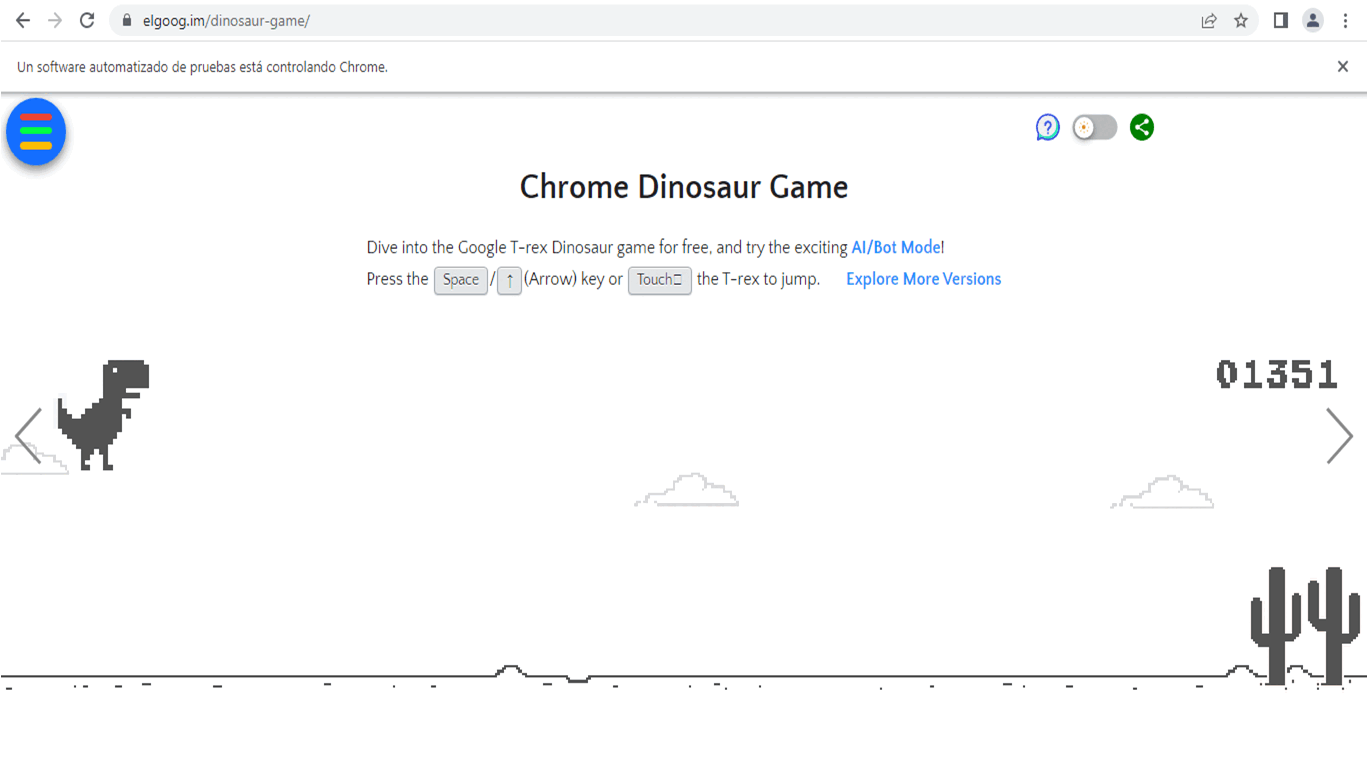 elgoog.im/dinosaur-game/
Un software automatizado de pruebas está controlando Chrome.
Chrome Dinosaur Game
Dive into the Google T-rex Dinosaur game for free, and try the exciting AI/Bot Mode!
Press the Space / ↑ (Arrow) key or Touch the T-rex to jump. Explore More Versions
01351